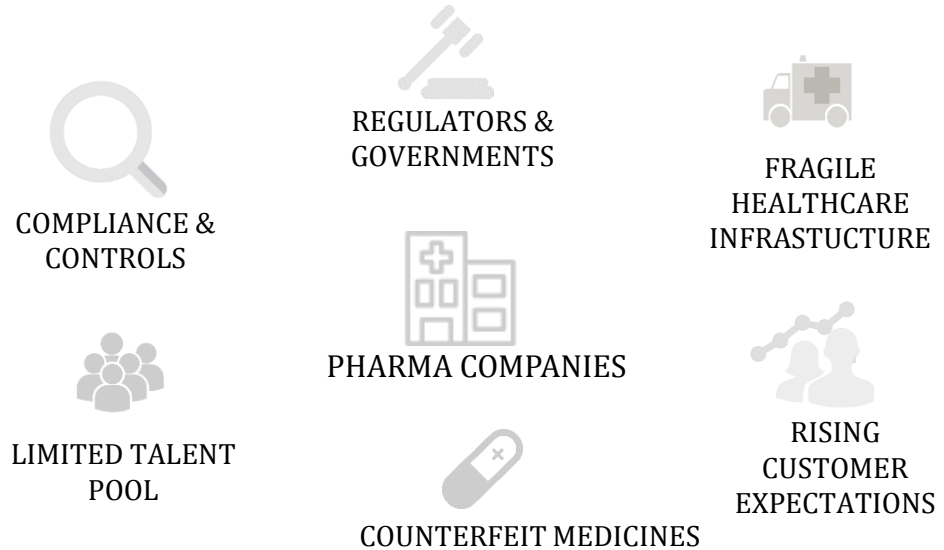 REGULATORS &
GOVERNMENTS
FRAGILE
HEALTHCARE
INFRASTUCTURE
COMPLIANCE &
CONTROLS
PHARMA COMPANIES
LIMITED TALENT
POOL
RISING
CUSTOMER
EXPECTATIONS
COUNTERFEIT MEDICINES